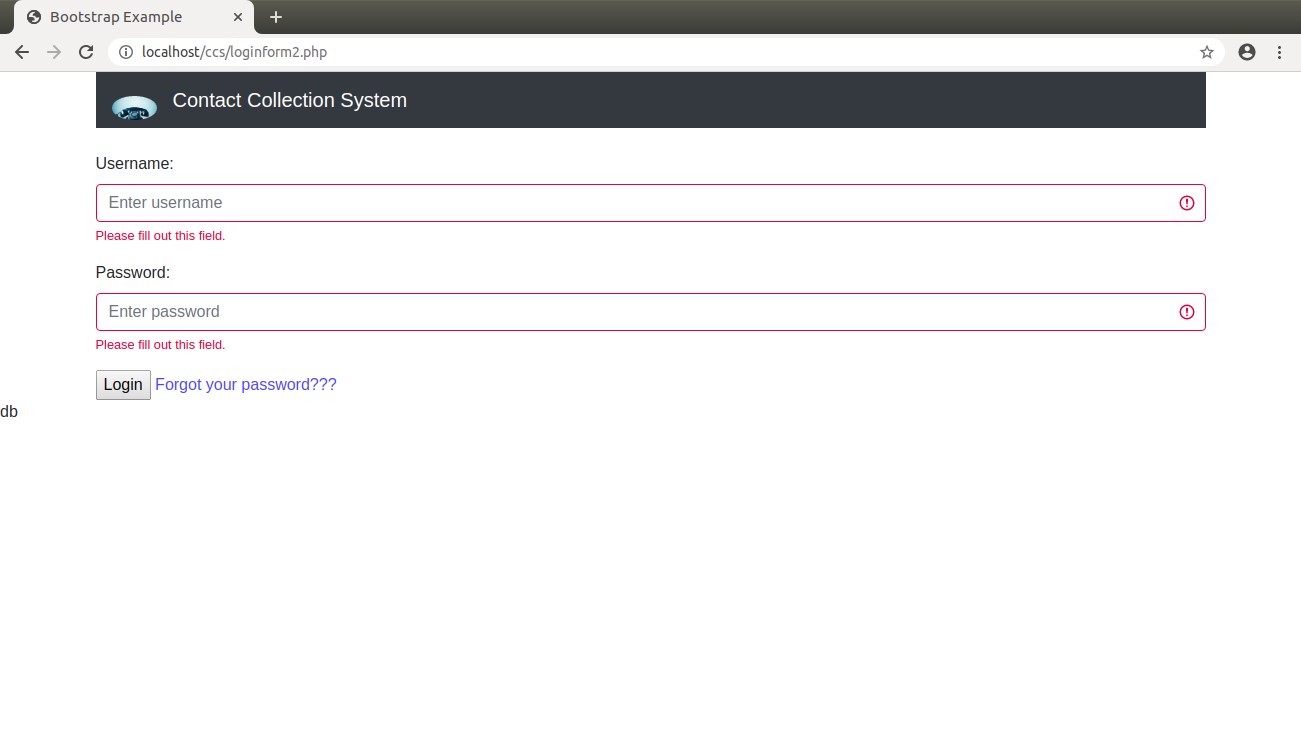 Bootstrap Example
localhost/ccs/loginform2.php
Contact Collection System
Username:
Enter username
Please fill out this field.
Password:
Enter password
Please fill out this field.
Login Forgot your password???
db